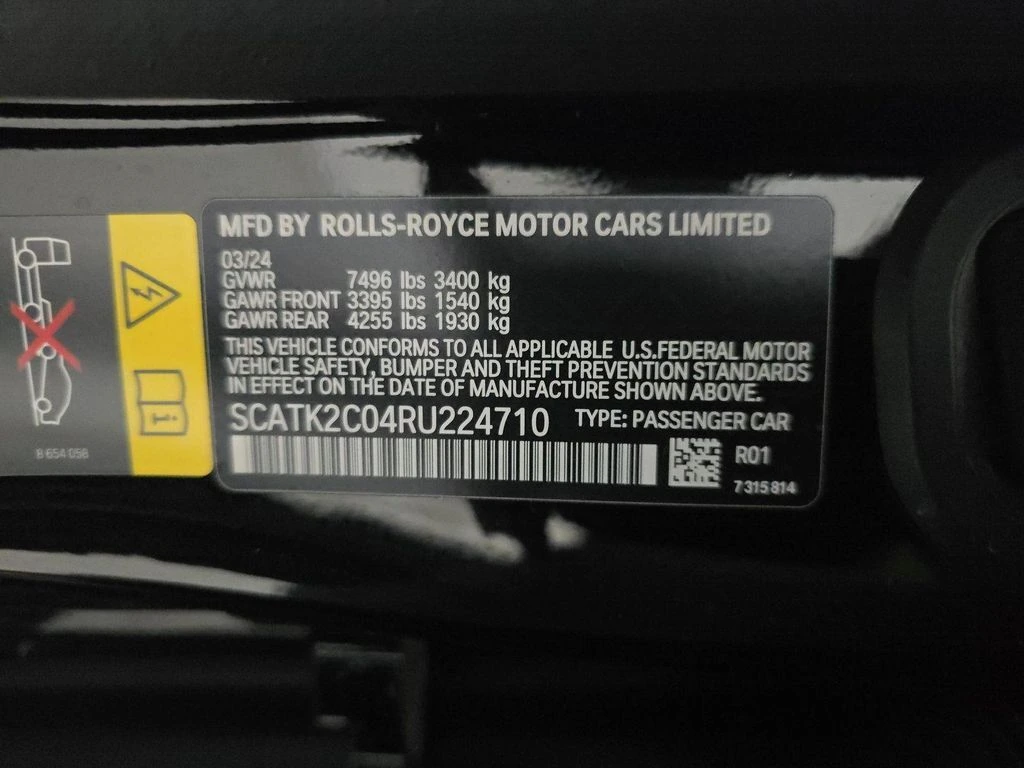 MFD BY ROLLS-ROYCE MOTOR CARS LIMITED
03/24
GVWR 7496 lbs 3400 kg
GAWR FRONT 3395 lbs 1540 kg
GAWR REAR 4255 lbs 1930 kg
THIS VEHICLE CONFORMS TO ALL APPLICABLE U.S.FEDERAL MOTOR
VEHICLE SAFETY, BUMPER AND THEFT PREVENTION STANDARDS
IN EFFECT ON THE DATE OF MANUFACTURE SHOWN ABOVE.
SCATK2C04RU224710 TYPE: PASSENGER CAR
R01
7 315 814
8 654 058